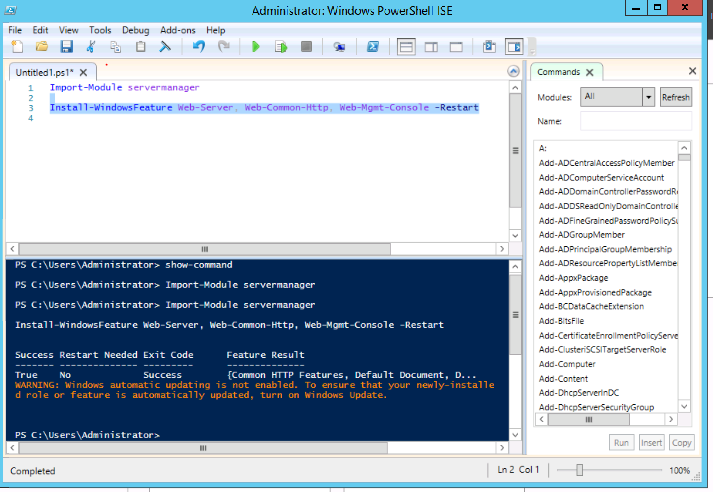 Administrator: Windows PowerShell ISE
File Edit View Tools Debug Add-ons Help
Untitled1.ps1* X
1 Import-Module servermanager
2
3 Install-WindowsFeature Web-Server, Web-Common-Http, Web-Mgmt-Console -Restart
4
PS C:\Users\Administrator> show-command
PS C:\Users\Administrator> Import-Module servermanager
PS C:\Users\Administrator> Import-Module servermanager
Install-WindowsFeature Web-Server, Web-Common-Http, Web-Mgmt-Console -Restart
Success Restart Needed Exit Code Feature Result
------- -------------- --------- --------------
True No Success {Common HTTP Features, Default Document, D...
WARNING: Windows automatic updating is not enabled. To ensure that your newly-installe
d role or feature is automatically updated, turn on Windows Update.
PS C:\Users\Administrator>
Commands X
Modules: All Refresh
Name:
A:
Add-ADCentralAccessPolicyMember
Add-ADComputerServiceAccount
Add-ADDomainControllerPasswordRe
Add-ADDSReadOnlyDomainControlle
Add-ADFineGrainedPasswordPolicySu
Add-ADGroupMember
Add-ADPrincipalGroupMembership
Add-ADResourcePropertyListMembe
Add-AppxPackage
Add-AppxProvisionedPackage
Add-BCDataCacheExtension
Add-BitsFile
Add-CertificateEnrollmentPolicyServe
Add-ClusteriSCSITargetServerRole
Add-Computer
Add-Content
Add-DhcpServerInDC
Add-DhcpServerSecurityGroup
Run Insert Copy
Completed Ln 2 Col 1 100%